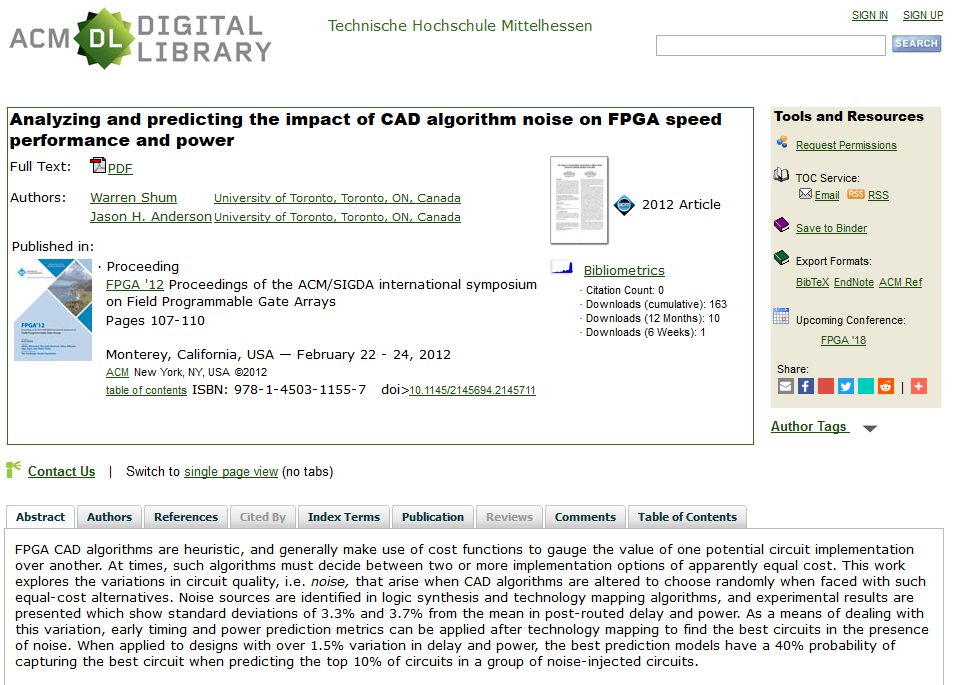 ACM DL DIGITAL LIBRARY
Technische Hochschule Mittelhessen
SIGN IN SIGN UP
SEARCH
Analyzing and predicting the impact of CAD algorithm noise on FPGA speed
performance and power
Full Text: PDF
Authors: Warren Shum University of Toronto, Toronto, ON, Canada
Jason H. Anderson University of Toronto, Toronto, ON, Canada
2012 Article
Published in:
· Proceeding
FPGA '12 Proceedings of the ACM/SIGDA international symposium
on Field Programmable Gate Arrays
Pages 107-110
Monterey, California, USA — February 22 - 24, 2012
ACM New York, NY, USA ©2012
table of contents ISBN: 978-1-4503-1155-7 doi>10.1145/2145694.2145711
FPGA'12
Bibliometrics
· Citation Count: 0
· Downloads (cumulative): 163
· Downloads (12 Months): 10
· Downloads (6 Weeks): 1
Tools and Resources
Request Permissions
TOC Service:
Email RSS RSS
Save to Binder
Export Formats:
BibTeX EndNote ACM Ref
Upcoming Conference:
FPGA '18
Share:
|
Author Tags
Contact Us | Switch to single page view (no tabs)
Abstract Authors References Cited By Index Terms Publication Reviews Comments Table of Contents
FPGA CAD algorithms are heuristic, and generally make use of cost functions to gauge the value of one potential circuit implementation
over another. At times, such algorithms must decide between two or more implementation options of apparently equal cost. This work
explores the variations in circuit quality, i.e. noise, that arise when CAD algorithms are altered to choose randomly when faced with such
equal-cost alternatives. Noise sources are identified in logic synthesis and technology mapping algorithms, and experimental results are
presented which show standard deviations of 3.3% and 3.7% from the mean in post-routed delay and power. As a means of dealing with
this variation, early timing and power prediction metrics can be applied after technology mapping to find the best circuits in the presence
of noise. When applied to designs with over 1.5% variation in delay and power, the best prediction models have a 40% probability of
capturing the best circuit when predicting the top 10% of circuits in a group of noise-injected circuits.